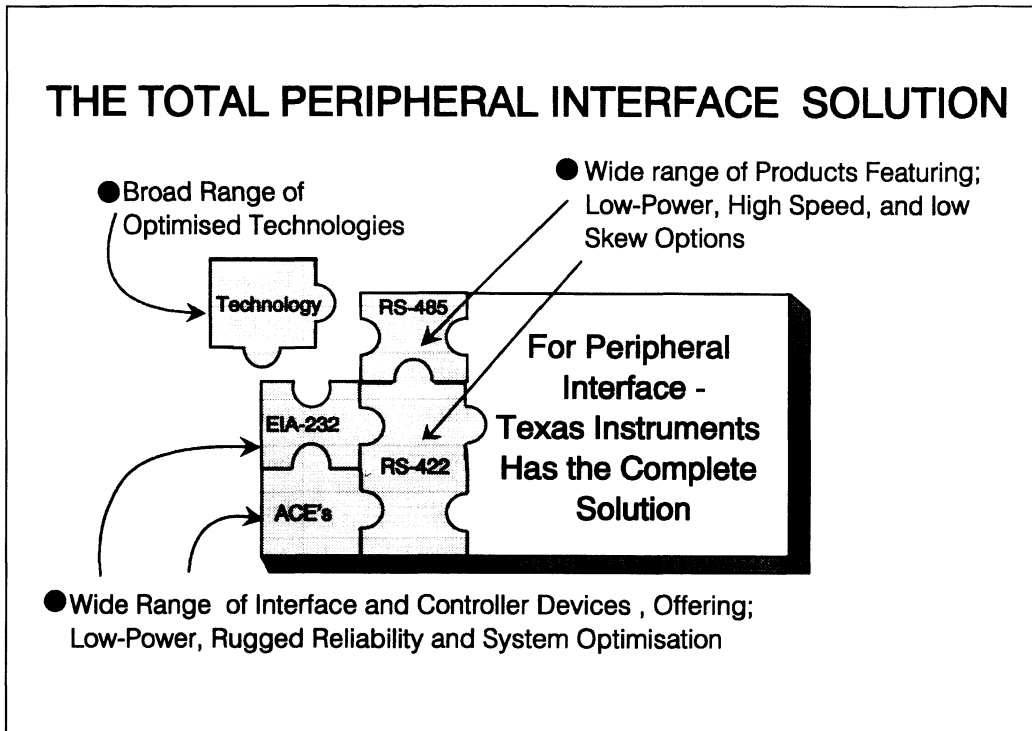 THE TOTAL PERIPHERAL INTERFACE SOLUTION
● Broad Range of
Optimised Technologies
● Wide range of Products Featuring;
Low-Power, High Speed, and low
Skew Options
Technology
RS-485
EIA-232
RS-422
ACE's
For Peripheral
Interface -
Texas Instruments
Has the Complete
Solution
● Wide Range of Interface and Controller Devices , Offering;
Low-Power, Rugged Reliability and System Optimisation